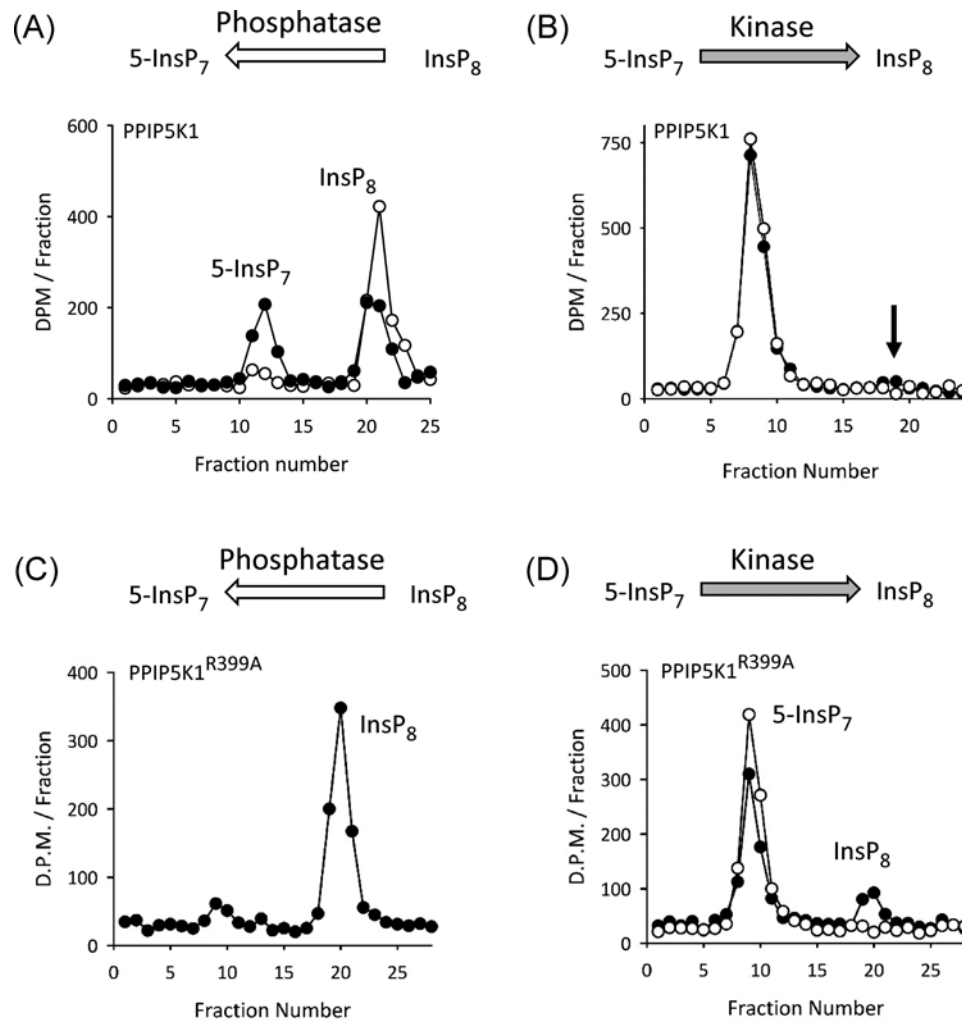 (A)
Phosphatase
5-InsP7
InsP8
PPIP5K1
600
400
200
0
DPM / Fraction
5-InsP7
InsP8
0 5 10 15 20 25
Fraction number
(B)
Kinase
5-InsP7
InsP8
PPIP5K1
750
500
250
0
DPM / Fraction
0 5 10 15 20
Fraction Number
(C)
Phosphatase
5-InsP7
InsP8
PPIP5K1R399A
400
300
200
100
0
D.P.M. / Fraction
InsP8
0 5 10 15 20 25
Fraction Number
(D)
Kinase
5-InsP7
InsP8
PPIP5K1R399A
500
400
300
200
100
0
D.P.M. / Fraction
5-InsP7
InsP8
0 5 10 15 20 25
Fraction Number